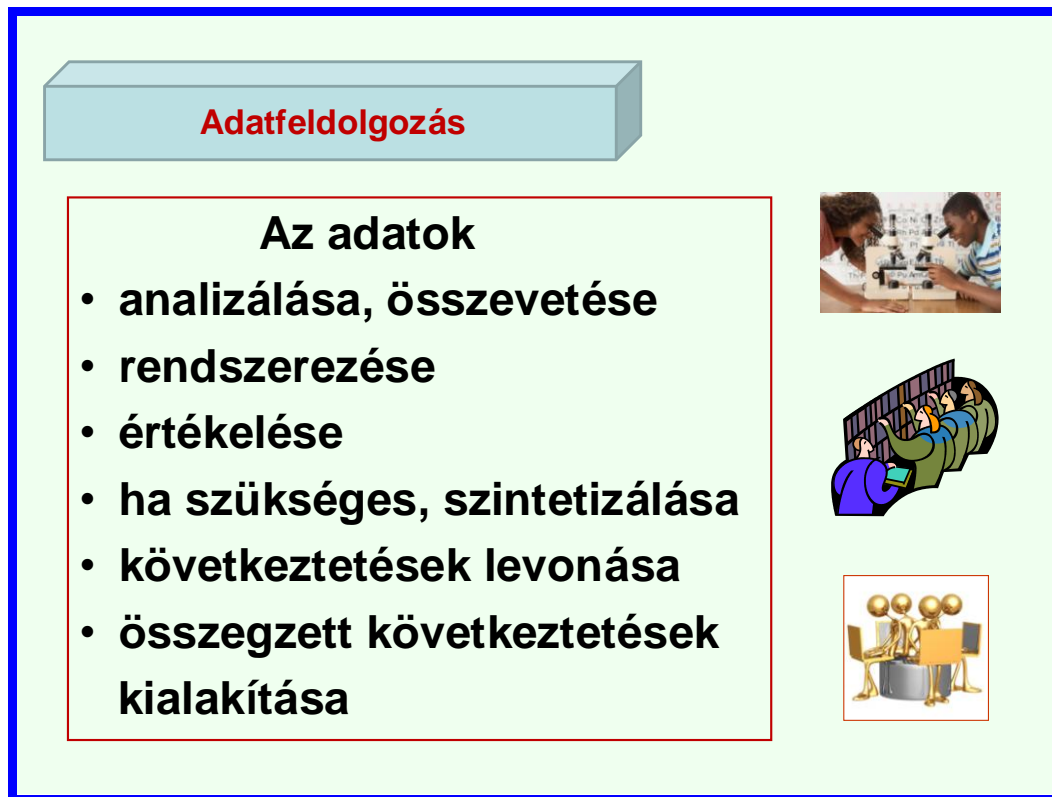 Adatfeldolgozás
Az adatok
• analizálása, összevetése
• rendszerezése
• értékelése
• ha szükséges, szintetizálása
• következtetések levonása
• összegzett következtetések
kialakítása